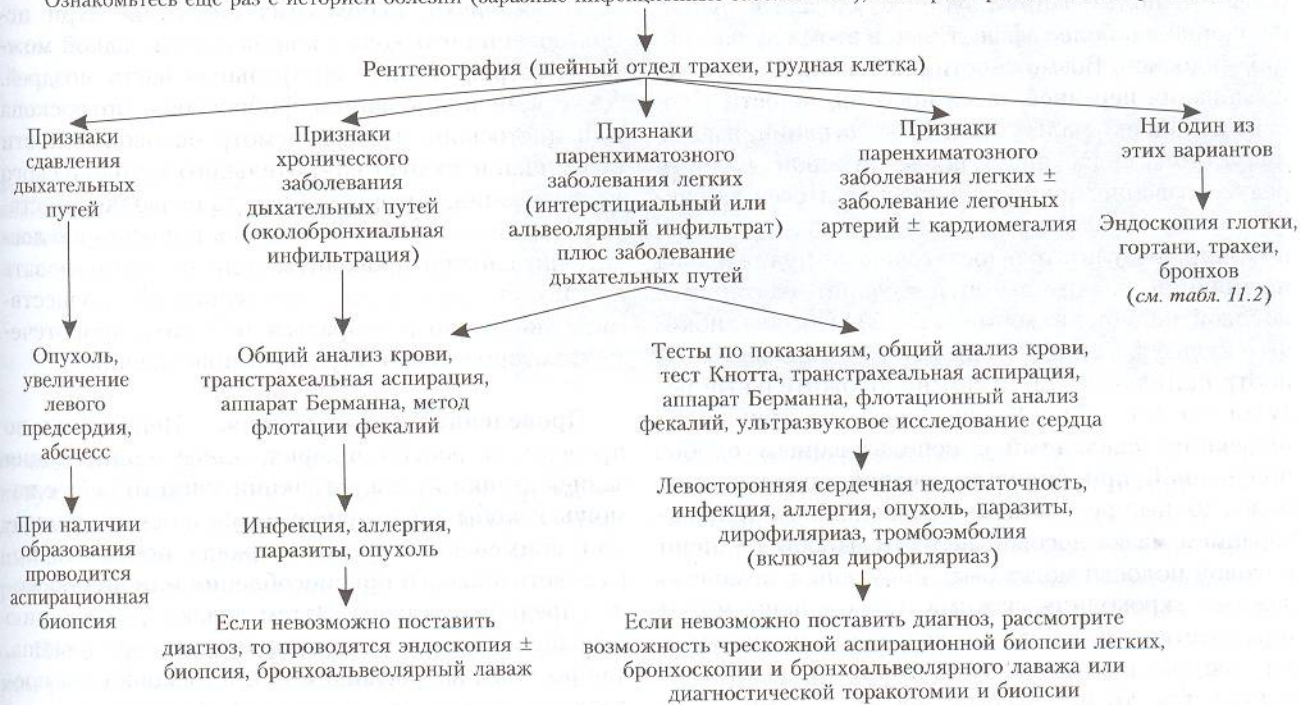 Ознакомьтесь еще раз с историей болезни
Рентгенография (шейный отдел трахеи, грудная клетка)
Признаки
сдавления
дыхательных
путей
Признаки
хронического
заболевания
дыхательных путей
(околобронхиальная
инфильтрация)
Признаки
паренхиматозного
заболевания легких
(интерстициальный или
альвеолярный инфильтрат)
плюс заболевание
дыхательных путей
Признаки
паренхиматозного
заболевания легких ±
заболевание легочных
артерий ± кардиомегалия
Ни один из
этих вариантов
Эндоскопия глотки,
гортани, трахеи,
бронхов
(см. табл. 11.2)
Опухоль,
увеличение
левого
предсердия,
абсцесс
Общий анализ крови,
транстрахеальная аспирация,
аппарат Берманна, метод
флотации фекалий
Тесты по показаниям, общий анализ крови,
тест Кнотта, транстрахеальная аспирация,
аппарат Берманна, флотационный анализ
фекалий, ультразвуковое исследование сердца
При наличии
образования
проводится
аспирационная
биопсия
Инфекция, аллергия,
паразиты, опухоль
Левосторонняя сердечная недостаточность,
инфекция, аллергия, опухоль, паразиты,
дирофиляриаз, тромбоэмболия
(включая дирофиляриаз)
Если невозможно поставить
диагноз, то проводятся эндоскопия ±
биопсия, бронхоальвеолярный лаваж
Если невозможно поставить диагноз, рассмотрите
возможность чрескожной аспирационной биопсии легких,
бронхоскопии и бронхоальвеолярного лаважа или
диагностической торакотомии и биопсии